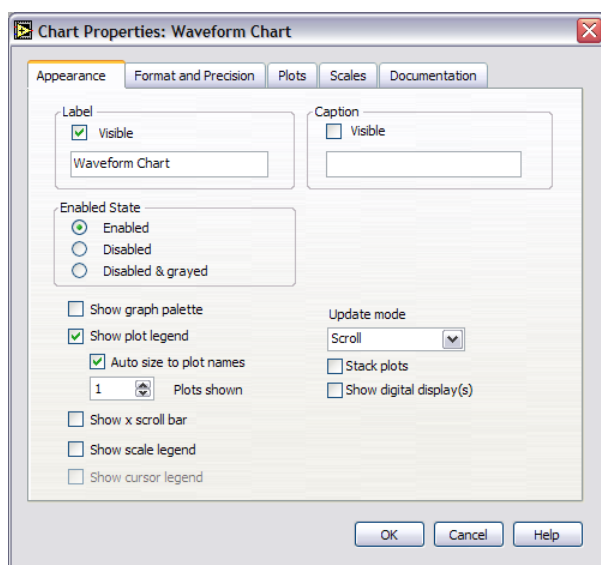 Chart Properties: Waveform Chart
Appearance
Format and Precision
Plots
Scales
Documentation
Label
Visible
Waveform Chart
Caption
Visible
Enabled State
Enabled
Disabled
Disabled & grayed
Show graph palette
Show plot legend
Auto size to plot names
1
Plots shown
Show x scroll bar
Show scale legend
Show cursor legend
Update mode
Scroll
Stack plots
Show digital display(s)
OK
Cancel
Help